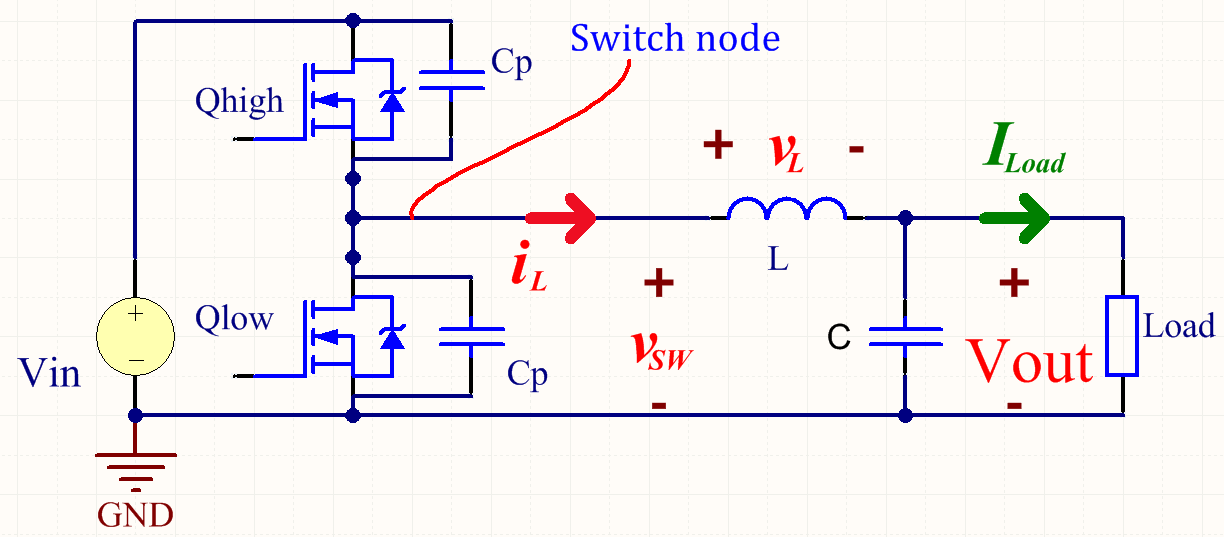 Switch node
Cp
Qhigh
+ vL -
ILoad
iL
L
+
+
+
Qlow
vSW
C
Vout
Load
Vin
−
Cp
-
-
GND